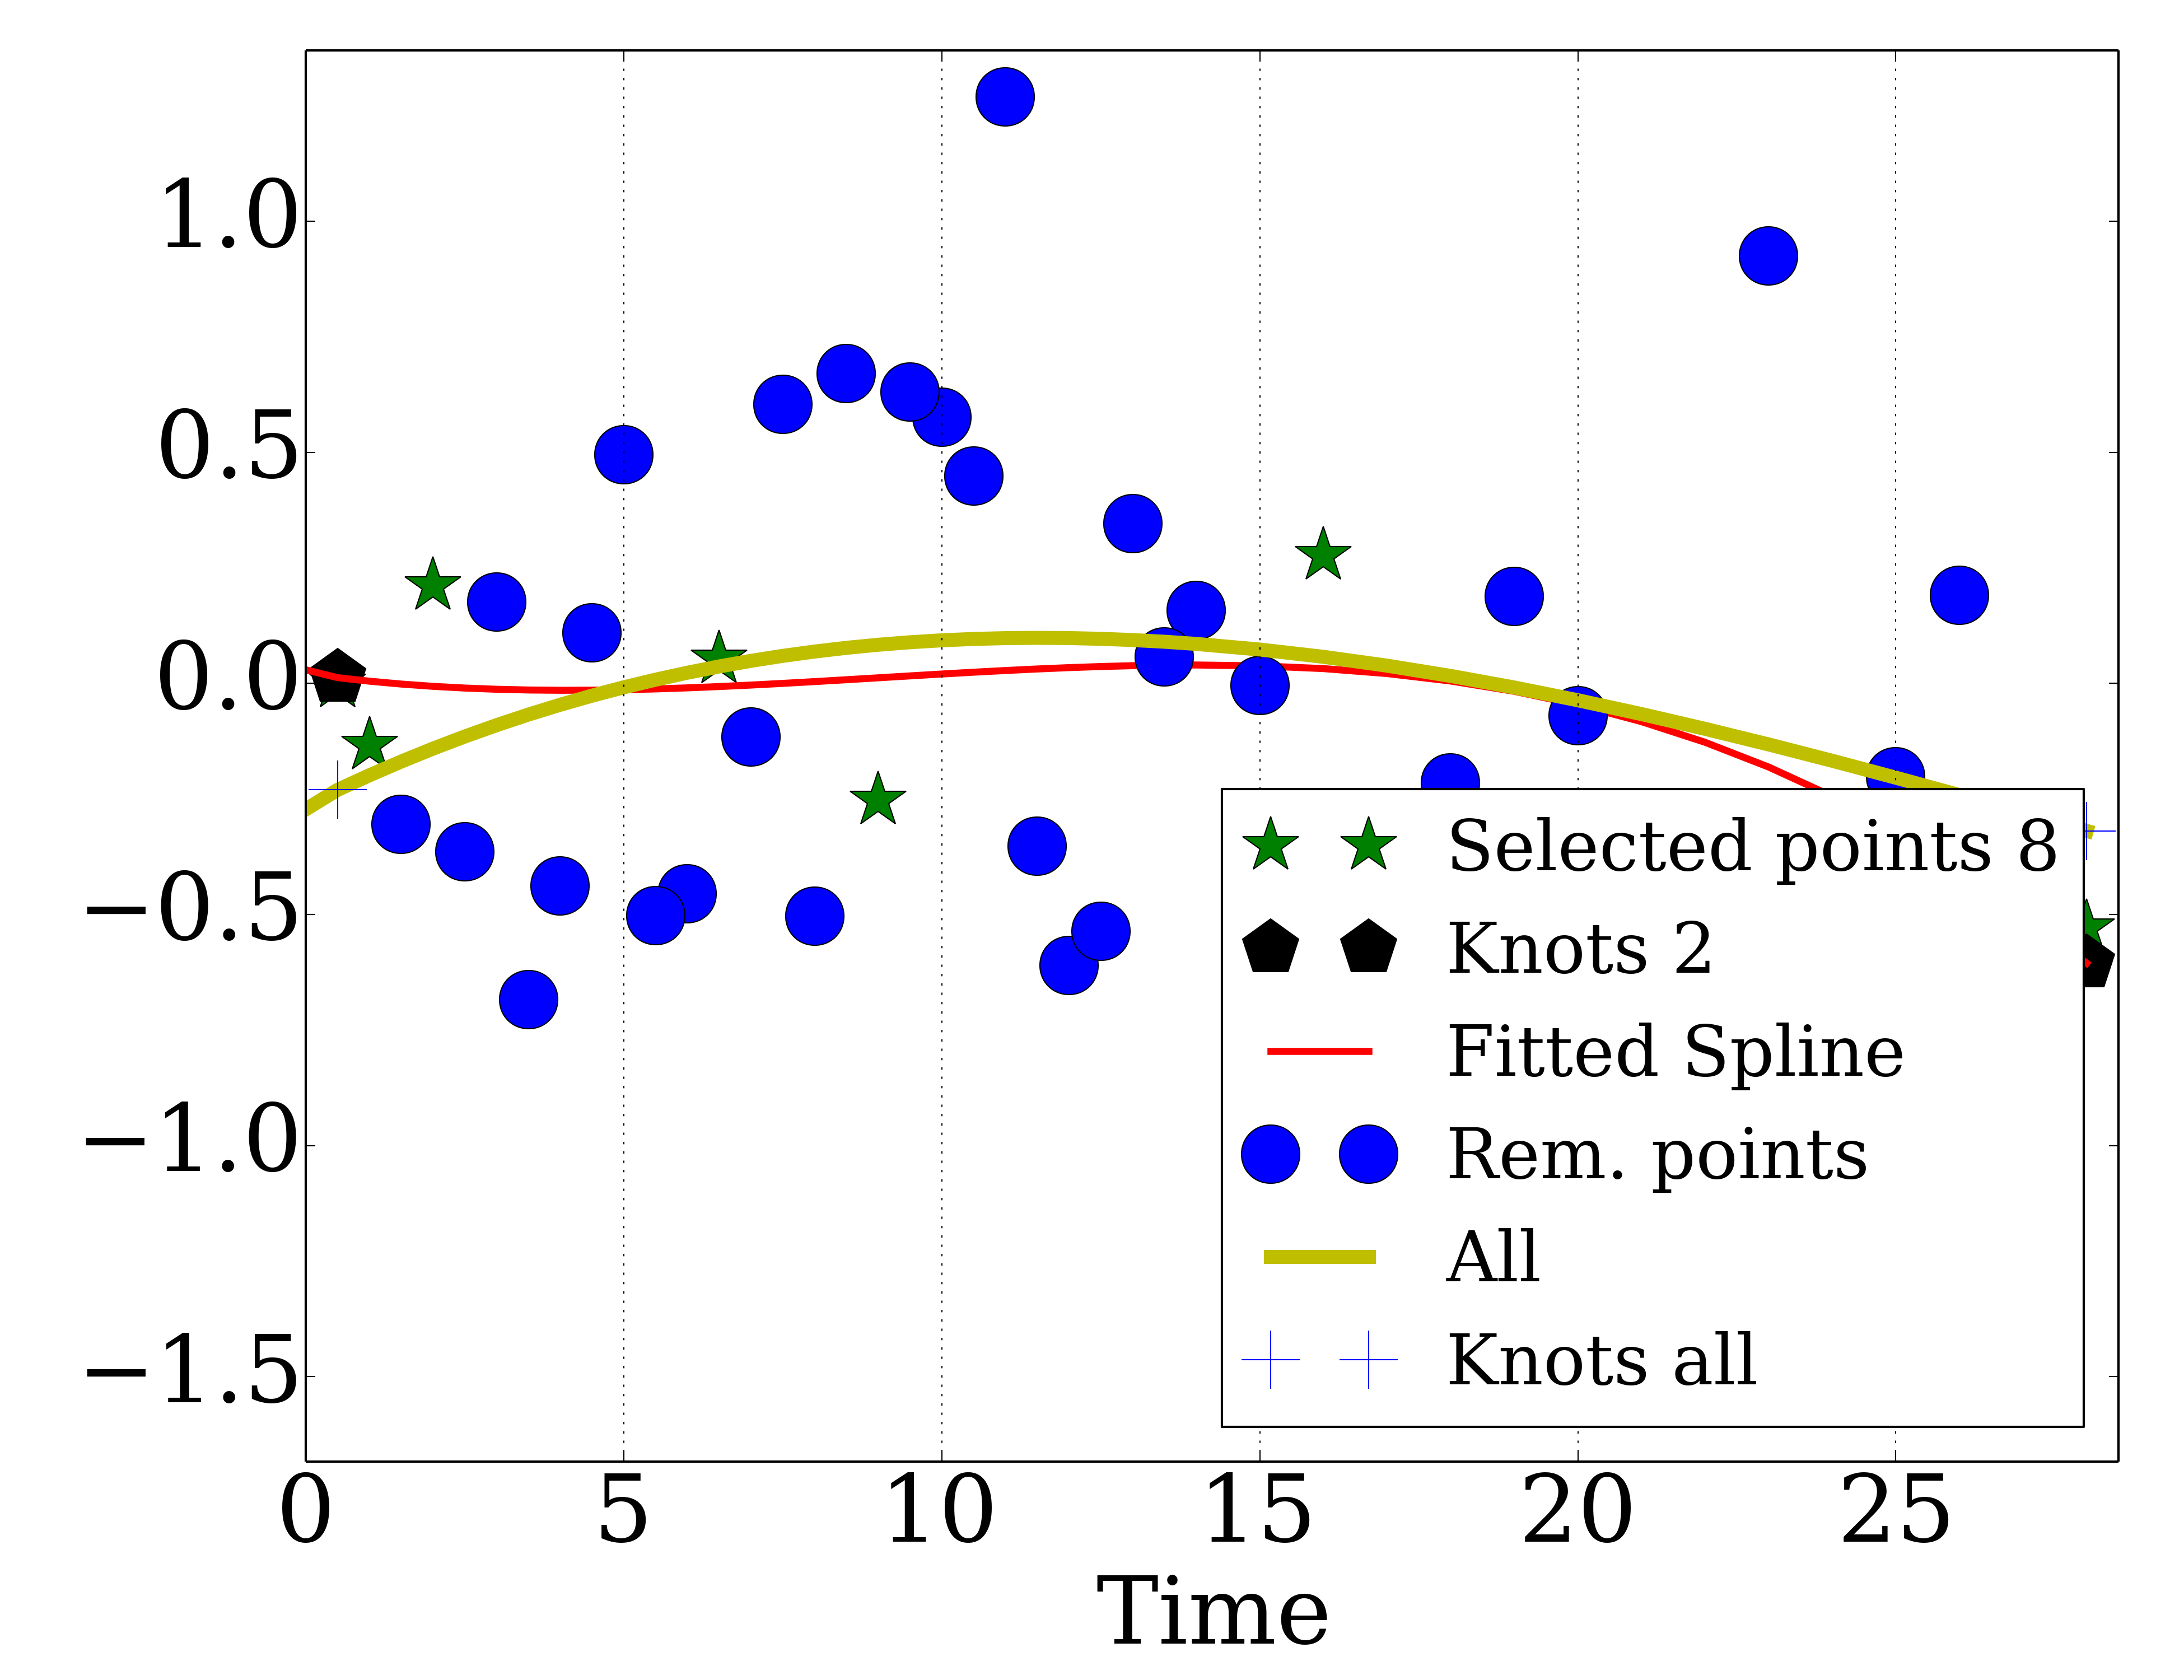 1.0
0.5
0.0
−0.5
−1.0
−1.5
0 5 10 15 20 25
Time
Selected points 8
Knots 2
Fitted Spline
Rem. points
All
Knots all